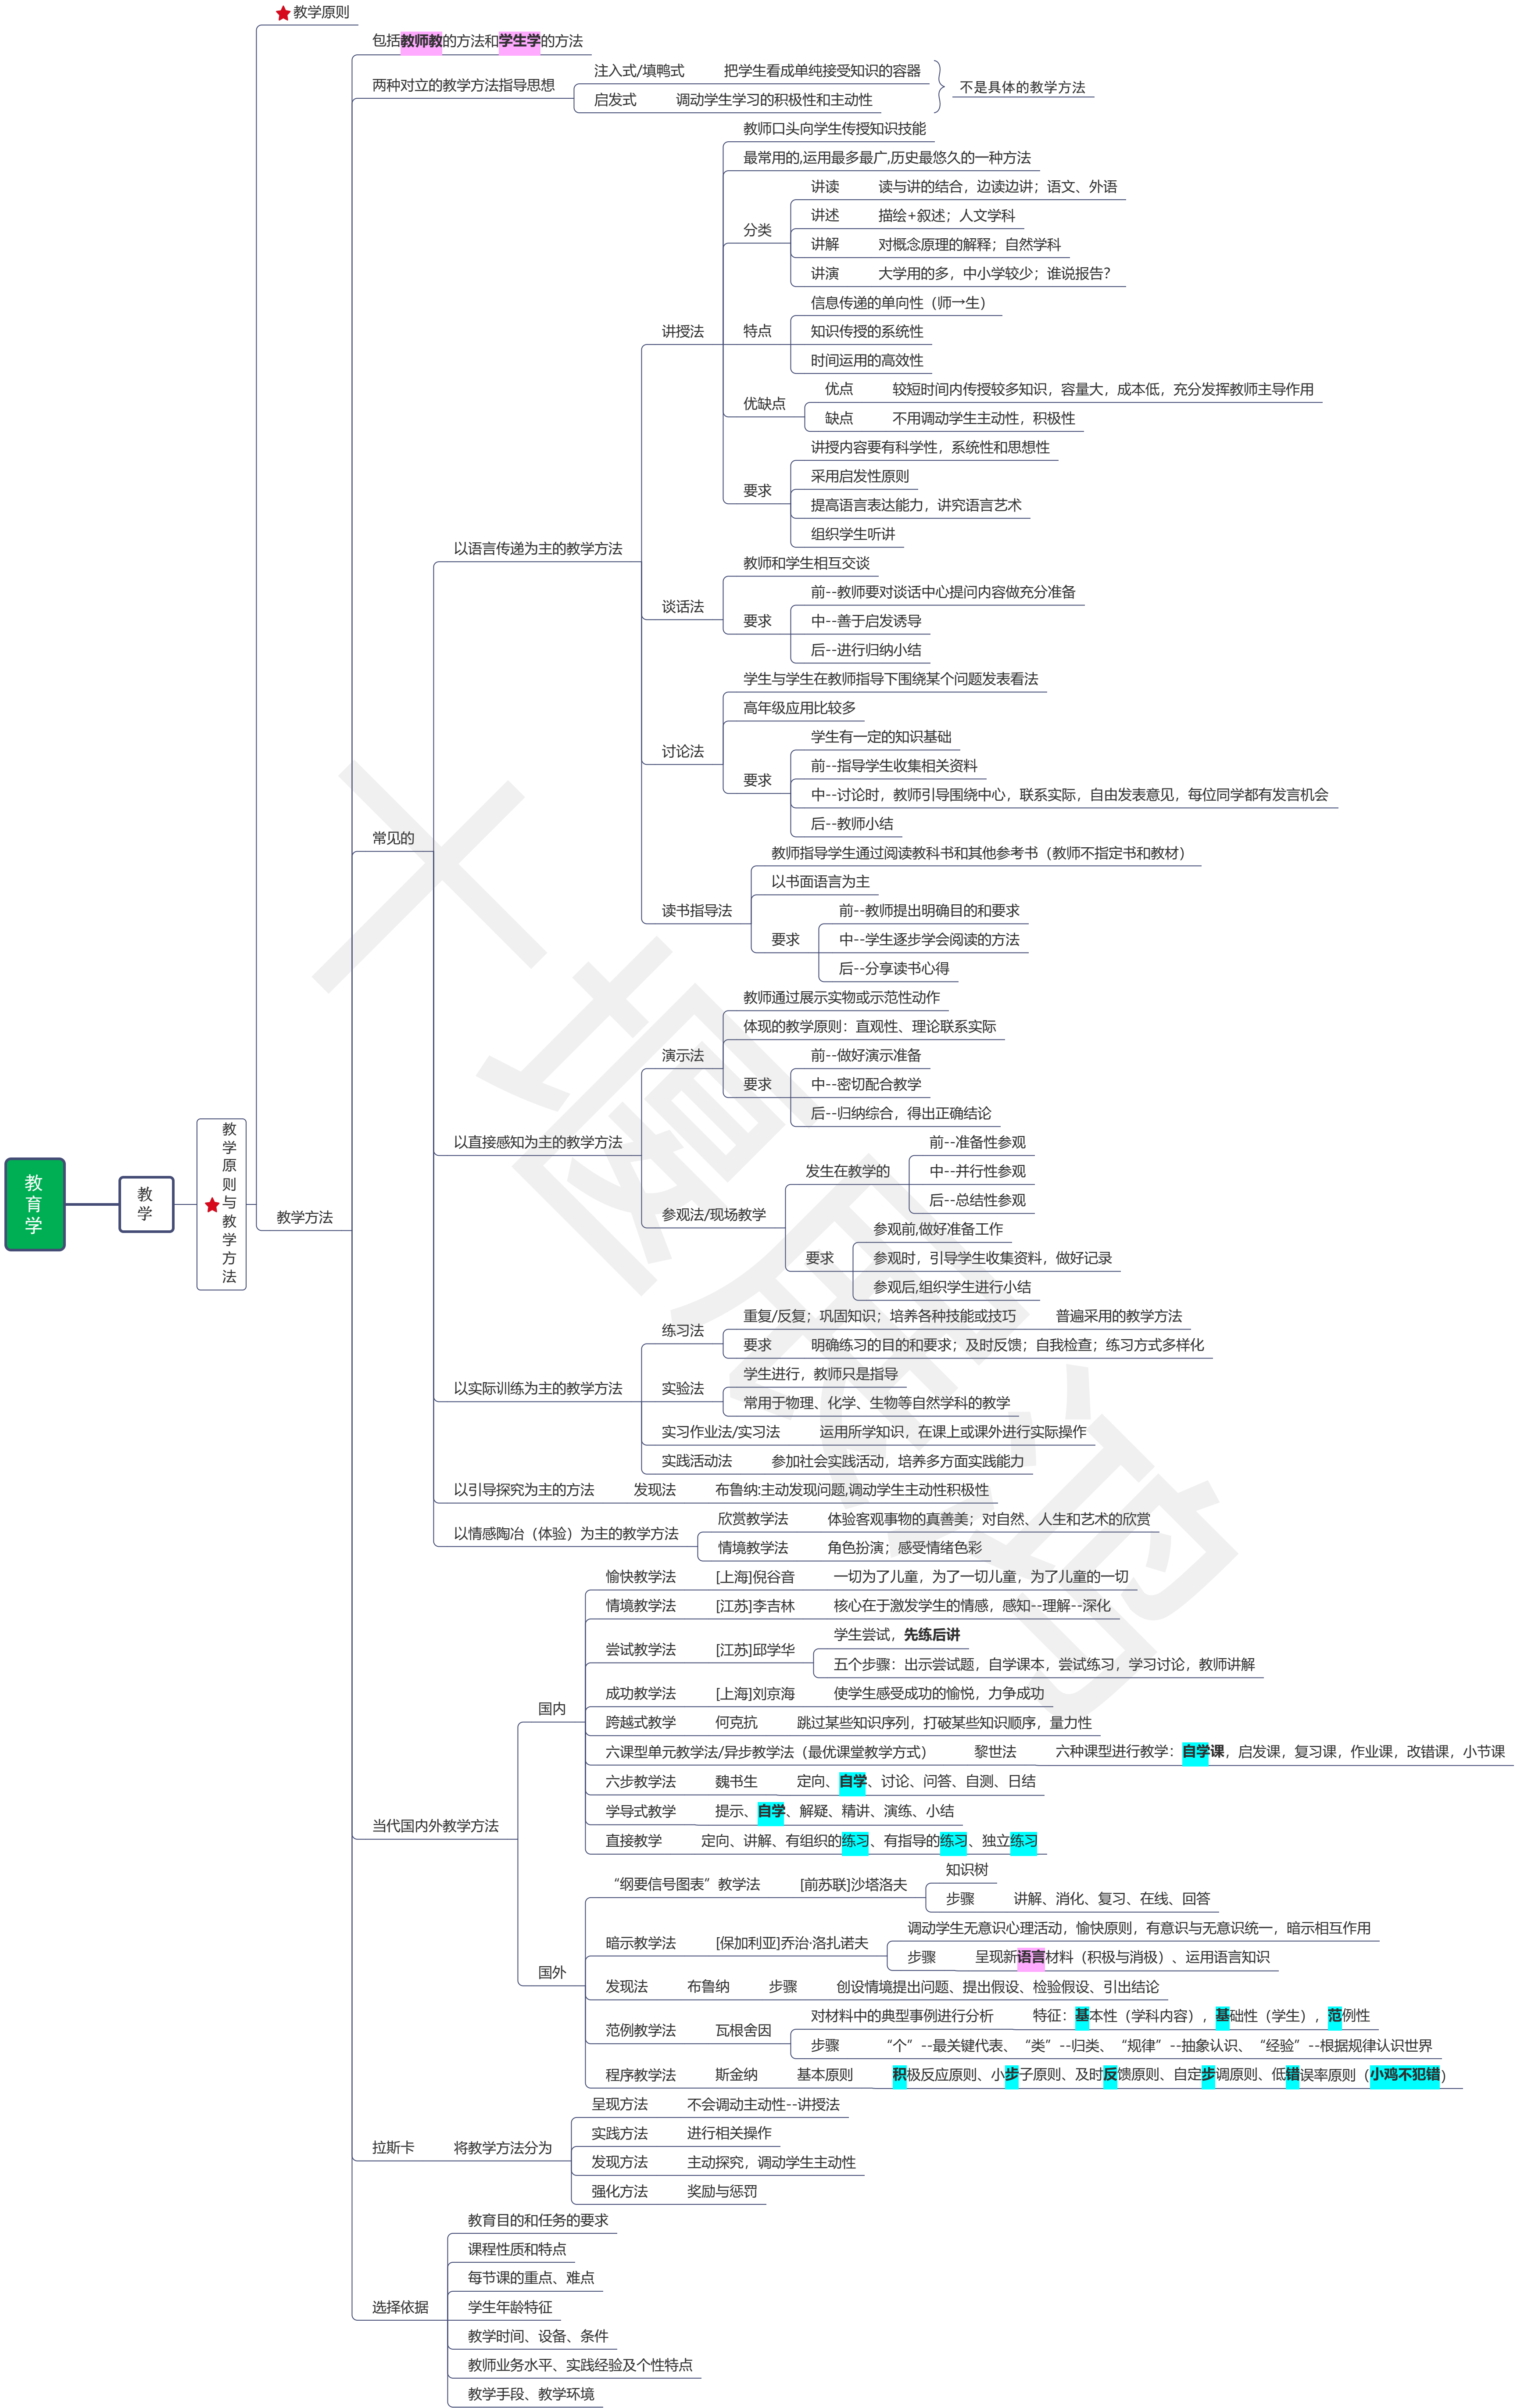 教学原则
包括教师教的方法和学生学的方法
两种对立的教学方法指导思想
注入式/填鸭式 把学生看成单纯接受知识的容器
启发式 调动学生学习的积极性和主动性
不是具体的教学方法
教师口头向学生传授知识技能
最常用的,运用最多最广,历史最悠久的一种方法
分类
讲读 读与讲的结合，边读边讲；语文、外语
讲述 描绘+叙述；人文学科
讲解 对概念原理的解释；自然学科
讲演 大学用的多，中小学较少；谁说报告？
讲授法
特点
信息传递的单向性（师→生）
知识传授的系统性
时间运用的高效性
优缺点
优点 较短时间内传授较多知识，容量大，成本低，充分发挥教师主导作用
缺点 不用调动学生主动性，积极性
要求
讲授内容要有科学性，系统性和思想性
采用启发性原则
提高语言表达能力，讲究语言艺术
组织学生听讲
以语言传递为主的教学方法
谈话法
教师和学生相互交谈
要求
前--教师要对谈话中心提问内容做充分准备
中--善于启发诱导
后--进行归纳小结
讨论法
学生与学生在教师指导下围绕某个问题发表看法
高年级应用比较多
要求
学生有一定的知识基础
前--指导学生收集相关资料
中--讨论时，教师引导围绕中心，联系实际，自由发表意见，每位同学都有发言机会
后--教师小结
常见的
读书指导法
教师指导学生通过阅读教科书和其他参考书（教师不指定书和教材）
以书面语言为主
要求
前--教师提出明确目的和要求
中--学生逐步学会阅读的方法
后--分享读书心得
以直接感知为主的教学方法
演示法
教师通过展示实物或示范性动作
体现的教学原则：直观性、理论联系实际
要求
前--做好演示准备
中--密切配合教学
后--归纳综合，得出正确结论
参观法/现场教学
发生在教学的
前--准备性参观
中--并行性参观
后--总结性参观
要求
参观前,做好准备工作
参观时，引导学生收集资料，做好记录
参观后,组织学生进行小结
教育学
教学
教学原则与教学方法
教学方法
以实际训练为主的教学方法
练习法
重复/反复；巩固知识；培养各种技能或技巧 普遍采用的教学方法
要求 明确练习的目的和要求；及时反馈；自我检查；练习方式多样化
实验法
学生进行，教师只是指导
常用于物理、化学、生物等自然学科的教学
实习作业法/实习法 运用所学知识，在课上或课外进行实际操作
实践活动法 参加社会实践活动，培养多方面实践能力
以引导探究为主的方法 发现法 布鲁纳:主动发现问题,调动学生主动性积极性
以情感陶冶（体验）为主的教学方法
欣赏教学法 体验客观事物的真善美；对自然、人生和艺术的欣赏
情境教学法 角色扮演；感受情绪色彩
当代国内外教学方法
国内
愉快教学法 [上海]倪谷音 一切为了儿童，为了一切儿童，为了儿童的一切
情境教学法 [江苏]李吉林 核心在于激发学生的情感，感知--理解--深化
尝试教学法 [江苏]邱学华
学生尝试，先练后讲
五个步骤：出示尝试题，自学课本，尝试练习，学习讨论，教师讲解
成功教学法 [上海]刘京海 使学生感受成功的愉悦，力争成功
跨越式教学 何克抗 跳过某些知识序列，打破某些知识顺序，量力性
六课型单元教学法/异步教学法（最优课堂教学方式） 黎世法 六种课型进行教学：自学课，启发课，复习课，作业课，改错课，小节课
六步教学法 魏书生 定向、自学、讨论、问答、自测、日结
学导式教学 提示、自学、解疑、精讲、演练、小结
直接教学 定向、讲解、有组织的练习、有指导的练习、独立练习
国外
“纲要信号图表”教学法 [前苏联]沙塔洛夫
知识树
步骤 讲解、消化、复习、在线、回答
暗示教学法 [保加利亚]乔治·洛扎诺夫
调动学生无意识心理活动，愉快原则，有意识与无意识统一，暗示相互作用
步骤 呈现新语言材料（积极与消极）、运用语言知识
发现法 布鲁纳 步骤 创设情境提出问题、提出假设、检验假设、引出结论
范例教学法 瓦根舍因
对材料中的典型事例进行分析 特征：基本性（学科内容），基础性（学生），范例性
步骤 “个”--最关键代表、“类”--归类、“规律”--抽象认识、“经验”--根据规律认识世界
程序教学法 斯金纳 基本原则 积极反应原则、小步子原则、及时反馈原则、自定步调原则、低错误率原则（小鸡不犯错）
拉斯卡 将教学方法分为
呈现方法 不会调动主动性--讲授法
实践方法 进行相关操作
发现方法 主动探究，调动学生主动性
强化方法 奖励与惩罚
选择依据
教育目的和任务的要求
课程性质和特点
每节课的重点、难点
学生年龄特征
教学时间、设备、条件
教师业务水平、实践经验及个性特点
教学手段、教学环境